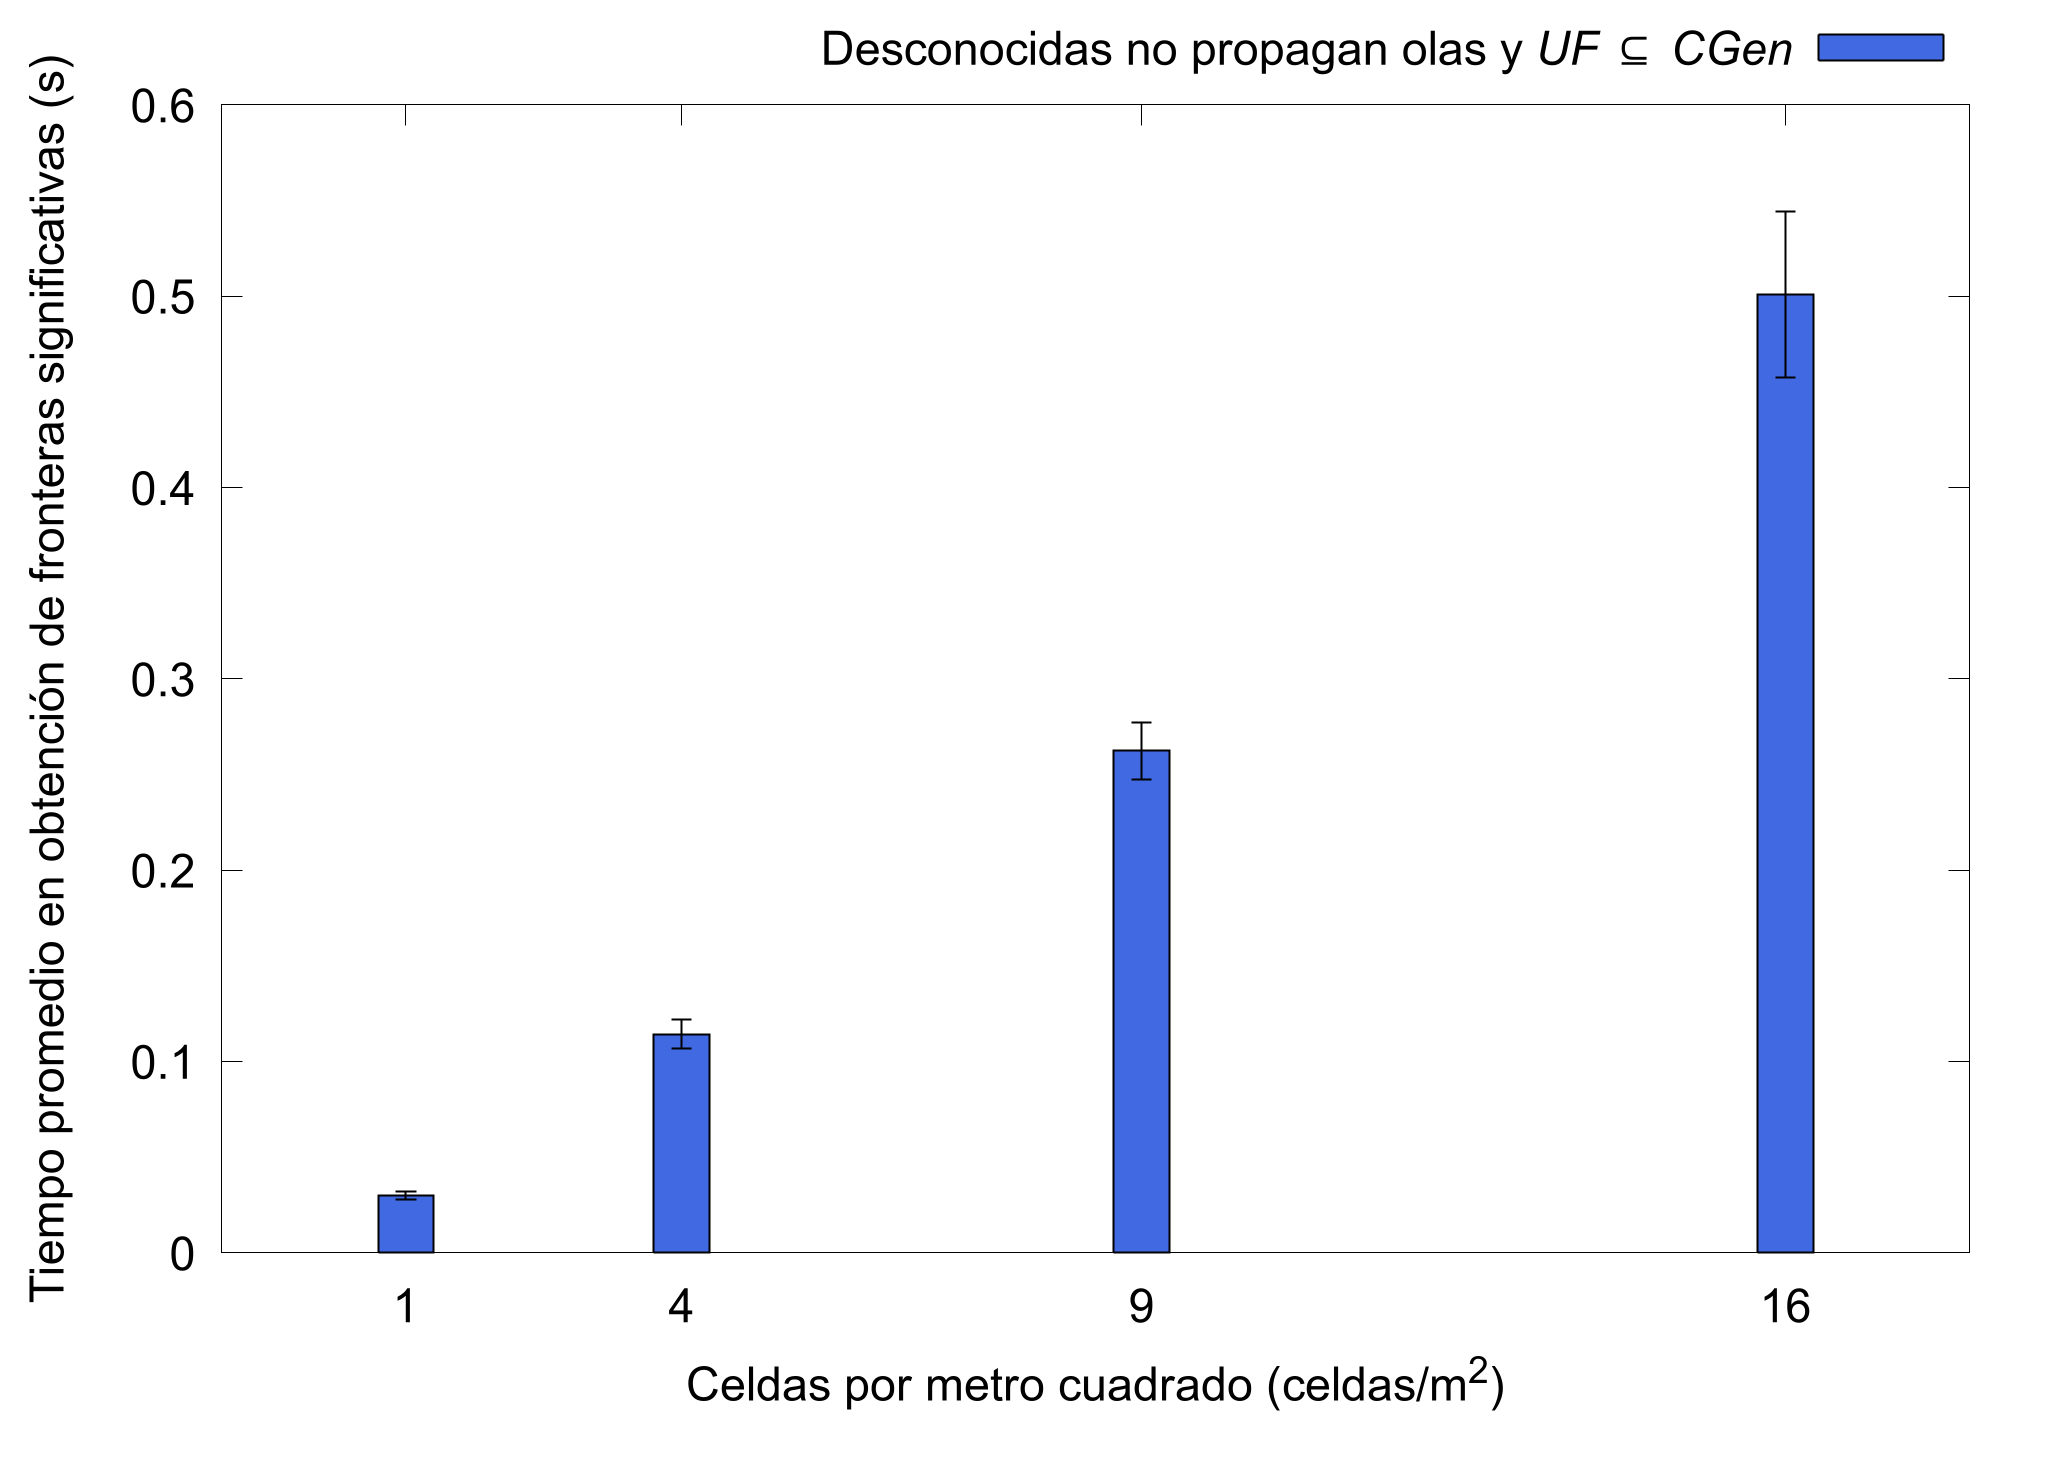 Desconocidas no propagan olas y UF ⊆ CGen
Tiempo promedio en obtención de fronteras significativas (s)
0.6
0.5
0.4
0.3
0.2
0.1
0
1 4 9 16
Celdas por metro cuadrado (celdas/m²)